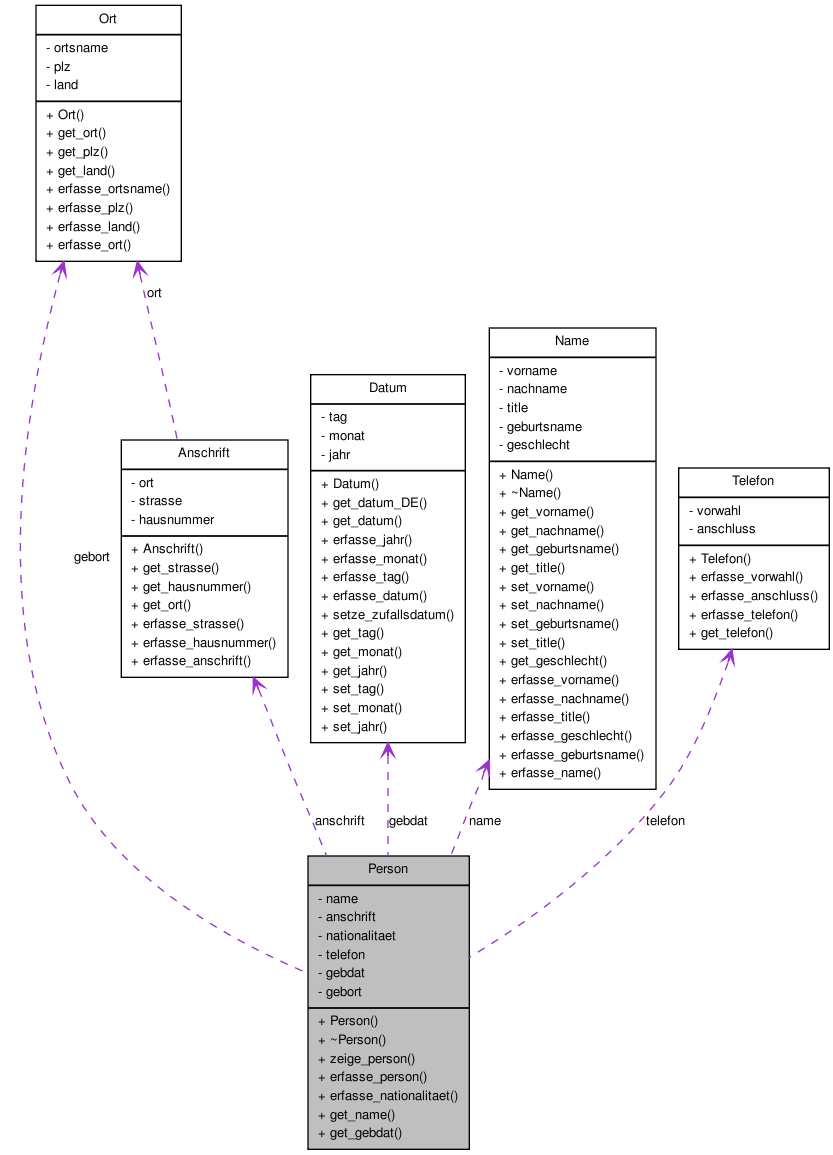 Ort
- ortsname
- plz
- land
+ Ort()
+ get_ort()
+ get_plz()
+ get_land()
+ erfasse_ortsname()
+ erfasse_plz()
+ erfasse_land()
+ erfasse_ort()
ort
Name
- vorname
- nachname
- title
- geburtsname
- geschlecht
+ Name()
+ ~Name()
+ get_vorname()
+ get_nachname()
+ get_geburtsname()
+ get_title()
+ set_vorname()
+ set_nachname()
+ set_geburtsname()
+ set_title()
+ get_geschlecht()
+ erfasse_vorname()
+ erfasse_nachname()
+ erfasse_title()
+ erfasse_geschlecht()
+ erfasse_geburtsname()
+ erfasse_name()
Datum
- tag
- monat
- jahr
+ Datum()
+ get_datum_DE()
+ get_datum()
+ erfasse_jahr()
+ erfasse_monat()
+ erfasse_tag()
+ erfasse_datum()
+ setze_zufallsdatum()
+ get_tag()
+ get_monat()
+ get_jahr()
+ set_tag()
+ set_monat()
+ set_jahr()
Anschrift
- ort
- strasse
- hausnummer
+ Anschrift()
+ get_strasse()
+ get_hausnummer()
+ get_ort()
+ erfasse_strasse()
+ erfasse_hausnummer()
+ erfasse_anschrift()
Telefon
- vorwahl
- anschluss
+ Telefon()
+ erfasse_vorwahl()
+ erfasse_anschluss()
+ erfasse_telefon()
+ get_telefon()
gebort
anschrift
gebdat
name
telefon
Person
- name
- anschrift
- nationalitaet
- telefon
- gebdat
- gebort
+ Person()
+ ~Person()
+ zeige_person()
+ erfasse_person()
+ erfasse_nationalitaet()
+ get_name()
+ get_gebdat()